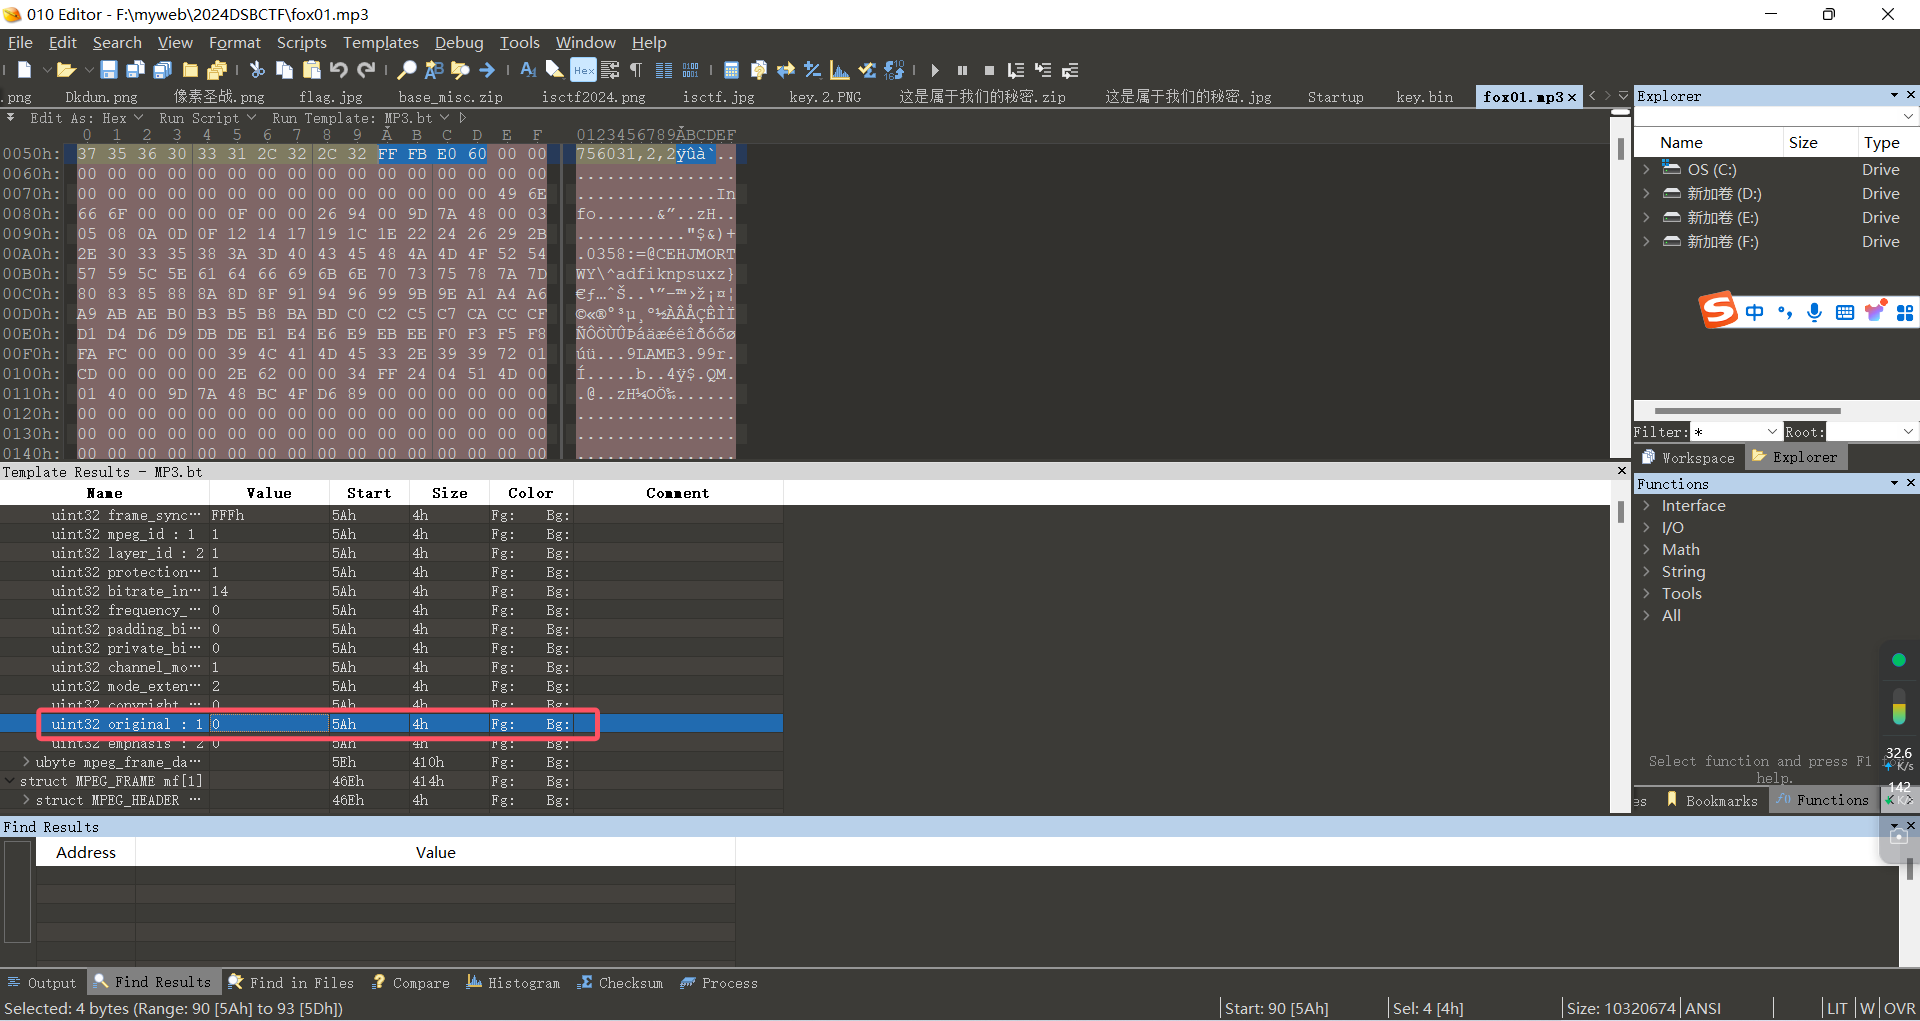 010 Editor - F:\myweb\2024DSBCTF\fox01.mp3
File Edit Search View Format Scripts Templates Debug Tools Window Help
.png Dkdun.png 像素圣战.png flag.jpg base_misc.zip isctf2024.png isctf.jpg key.2.PNG 这是属于我们的秘密.zip 这是属于我们的秘密.jpg Startup key.bin fox01.mp3
Edit As: Hex Run Script Run Template: MP3.bt
0 1 2 3 4 5 6 7 8 9 A B C D E F 0123456789ABCDEF
0050h: 37 35 36 30 33 31 2C 32 2C 32 FF FB E0 60 00 00 756031,2,2ÿûà`..
0060h: 00 00 00 00 00 00 00 00 00 00 00 00 00 00 00 00 ................
0070h: 00 00 00 00 00 00 00 00 00 00 00 00 00 00 49 6E ..............In
0080h: 66 6F 00 00 00 0F 00 00 26 94 00 9D 7A 48 00 03 fo......&”..zH..
0090h: 05 08 0A 0D 0F 12 14 17 19 1C 1E 22 24 26 29 2B ..........."$&)+
00A0h: 2E 30 33 35 38 3A 3D 40 43 45 48 4A 4D 4F 52 54 .0358:=@CEHJMORT
00B0h: 57 59 5C 5E 61 64 66 69 6B 6E 70 73 75 78 7A 7D WY\^adfiknpsuxz}
00C0h: 80 83 85 88 8A 8D 8F 91 94 96 99 9B 9E A1 A4 A6 €ƒ…ˆŠ..‘”–™›ž¡¤¦
00D0h: A9 AB AE B0 B3 B5 B8 BA BD C0 C2 C5 C7 CA CC CF ©«®°³µ¸º½ÀÂÅÇÊÌÏ
00E0h: D1 D4 D6 D9 DB DE E1 E4 E6 E9 EB EE F0 F3 F5 F8 ÑÔÖÙÛÞáäæéëîðóõø
00F0h: FA FC 00 00 00 39 4C 41 4D 45 33 2E 39 39 72 01 úü...9LAME3.99r.
0100h: CD 00 00 00 00 2E 62 00 00 34 FF 24 04 51 4D 00 Í.....b..4ÿ$.QM.
0110h: 01 40 00 9D 7A 48 BC 4F D6 89 00 00 00 00 00 00 .@..zH¼OÖ‰......
0120h: 00 00 00 00 00 00 00 00 00 00 00 00 00 00 00 00 ................
0130h: 00 00 00 00 00 00 00 00 00 00 00 00 00 00 00 00 ................
0140h: 00 00 00 00 00 00 00 00 00 00 00 00 00 00 00 00 ................
Template Results - MP3.bt
Name Value Start Size Color Comment
uint32 frame_sync… FFFh 5Ah 4h Fg: Bg:
uint32 mpeg_id : 1 1 5Ah 4h Fg: Bg:
uint32 layer_id : 2 1 5Ah 4h Fg: Bg:
uint32 protection… 1 5Ah 4h Fg: Bg:
uint32 bitrate_in… 14 5Ah 4h Fg: Bg:
uint32 frequency_… 0 5Ah 4h Fg: Bg:
uint32 padding_bi… 0 5Ah 4h Fg: Bg:
uint32 private_bi… 0 5Ah 4h Fg: Bg:
uint32 channel_mo… 1 5Ah 4h Fg: Bg:
uint32 mode_exten… 2 5Ah 4h Fg: Bg:
uint32 copyright … 0 5Ah 4h Fg: Bg:
uint32 original : 1 0 5Ah 4h Fg: Bg:
uint32 emphasis : 2 0 5Ah 4h Fg: Bg:
ubyte mpeg_frame_da… 5Eh 410h Fg: Bg:
struct MPEG_FRAME mf[1] 46Eh 414h Fg: Bg:
struct MPEG_HEADER … 46Eh 4h Fg: Bg:
Find Results
Address Value
Output Find Results Find in Files Compare Histogram Checksum Process
Selected: 4 bytes (Range: 90 [5Ah] to 93 [5Dh]) Start: 90 [5Ah] Sel: 4 [4h] Size: 10320674 ANSI LIT W OVR
Explorer
Name Size Type
OS (C:) Drive
新加卷 (D:) Drive
新加卷 (E:) Drive
新加卷 (F:) Drive
中
Filter: * Root:
Workspace Explorer
Functions
Interface
I/O
Math
String
Tools
All
Select function and press F1 for
help.
32.6
K/s
142
K/s
es Bookmarks Functions